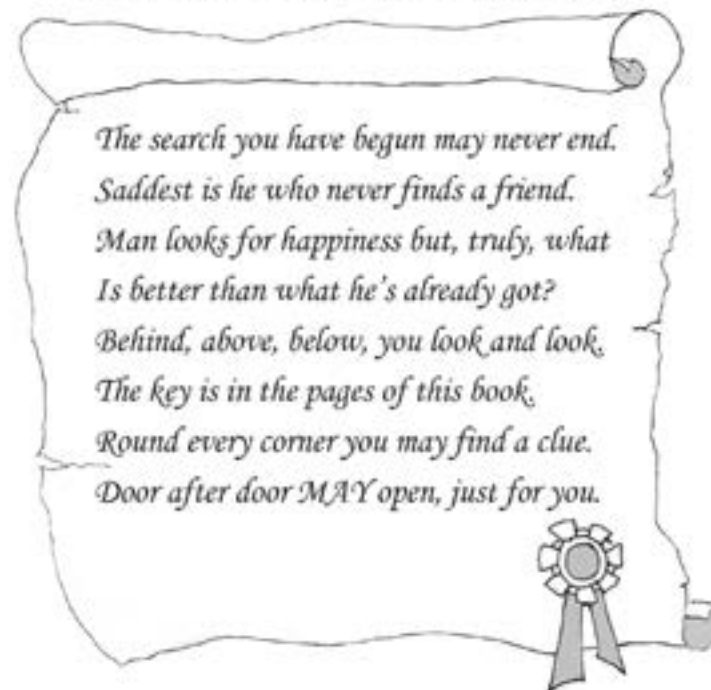 The search you have begun may never end.
Saddest is he who never finds a friend.
Man looks for happiness but, truly, what
Is better than what he's already got?
Behind, above, below, you look and look.
The key is in the pages of this book.
Round every corner you may find a clue.
Door after door MAY open, just for you.